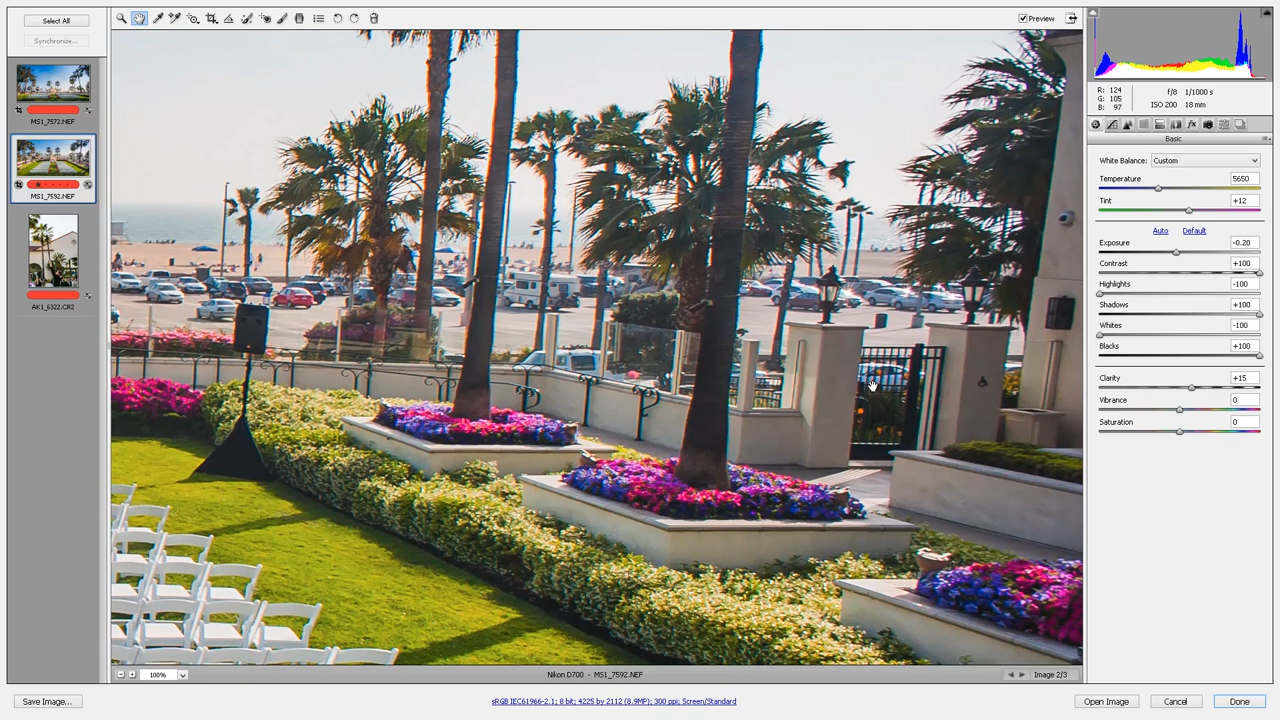 Select All
Synchronize...
MS1_7572.NEF
MS1_7592.NEF
AK1_6322.CR2
Preview
100%
Nikon D700 - MS1_7592.NEF
Image 2/3
R: 124
G: 105
B: 97
f/8 1/1000 s
ISO 200 18 mm
Basic
White Balance: Custom
Temperature 5650
Tint +12
Auto Default
Exposure -0.20
Contrast +100
Highlights -100
Shadows +100
Whites -100
Blacks +100
Clarity +15
Vibrance 0
Saturation 0
Save Image...
sRGB IEC61966-2.1; 8 bit; 4225 by 2112 (8.9MP); 300 ppi; Screen/Standard
Open Image
Cancel
Done